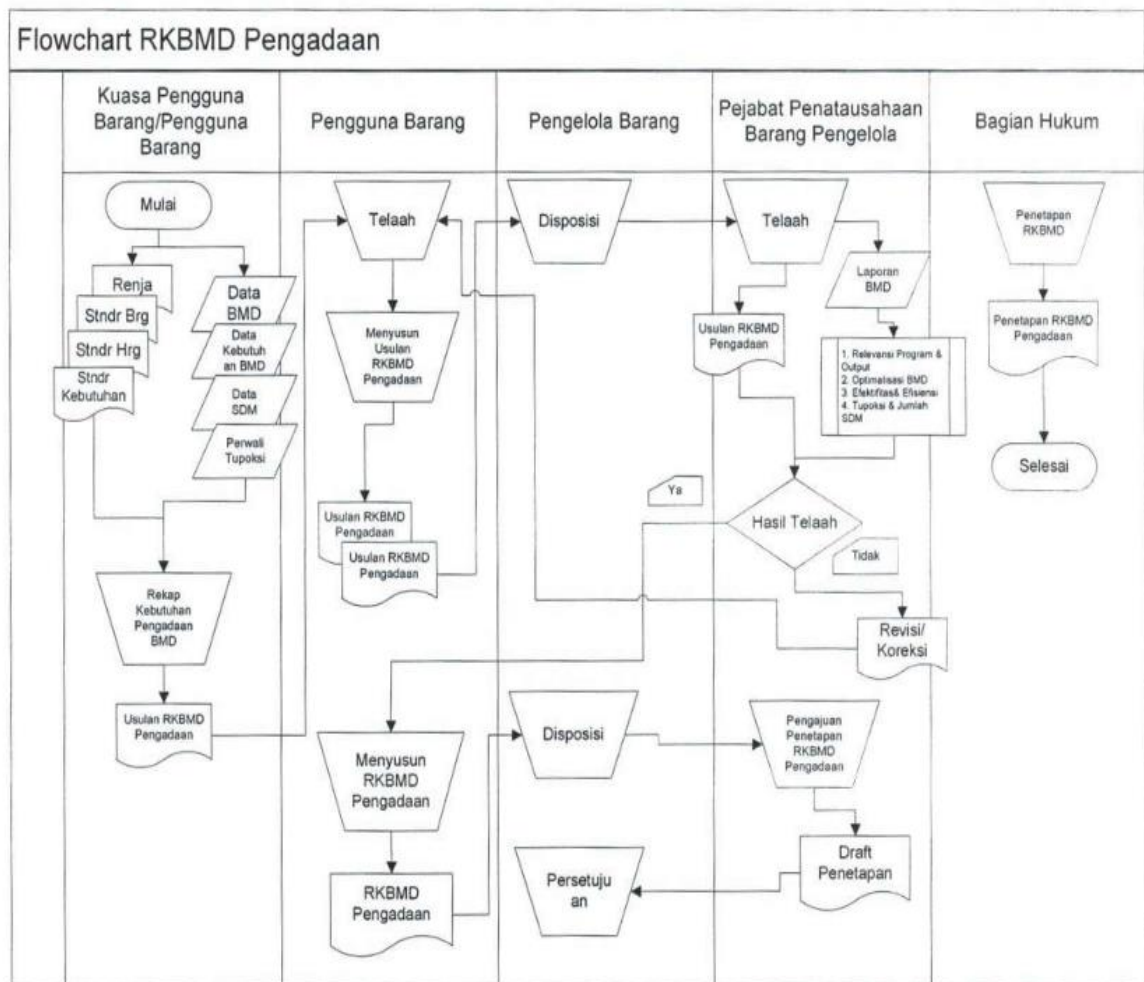 Flowchart RKBMD Pengadaan
Kuasa Pengguna
Barang/Pengguna
Barang
Pengguna Barang
Pengelola Barang
Pejabat Penatausahaan
Barang Pengelola
Bagian Hukum
Mulai
Renja
Stndr Brg
Stndr Hrg
Stndr
Kebutuhan
Data
BMD
Data
Kebutuh
an BMD
Data
SDM
Perwali
Tupoksi
Rekap
Kebutuhan
Pengadaan
BMD
Usulan RKBMD
Pengadaan
Telaah
Menyusun
Usulan
RKBMD
Pengadaan
Usulan RKBMD
Pengadaan
Usulan RKBMD
Pengadaan
Menyusun
RKBMD
Pengadaan
RKBMD
Pengadaan
Disposisi
Disposisi
Persetuju
an
Telaah
Laporan
BMD
Usulan RKBMD
Pengadaan
1. Relevansi Program &
Output
2. Optimalisasi BMD
3. Efektifitas& Efisiensi
4. Tupoksi & Jumlah
SDM
Ya
Hasil Telaah
Tidak
Revisi/
Koreksi
Pengajuan
Penetapan
RKBMD
Pengadaan
Draft
Penetapan
Penetapan
RKBMD
Penetapan RKBMD
Pengadaan
Selesai